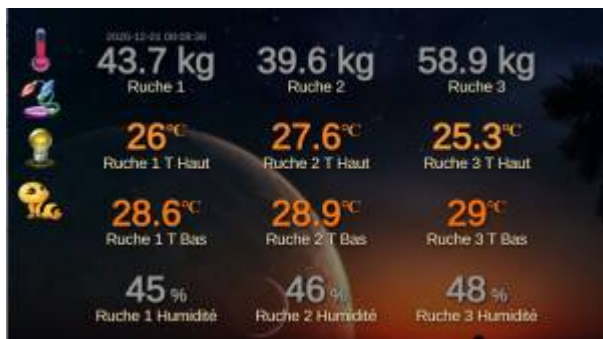 43.7 kg 39.6 kg 58.9 kg
Ruche 1 Ruche 2 Ruche 3
26°C 27.6°C 25.3°C
Ruche 1 T Haut Ruche 2 T Haut Ruche 3 T Haut
28.6°C 28.9°C 29°C
Ruche 1 T Bas Ruche 2 T Bas Ruche 3 T Bas
45 % 46 % 48 %
Ruche 1 Humidité Ruche 2 Humidité Ruche 3 Humidité